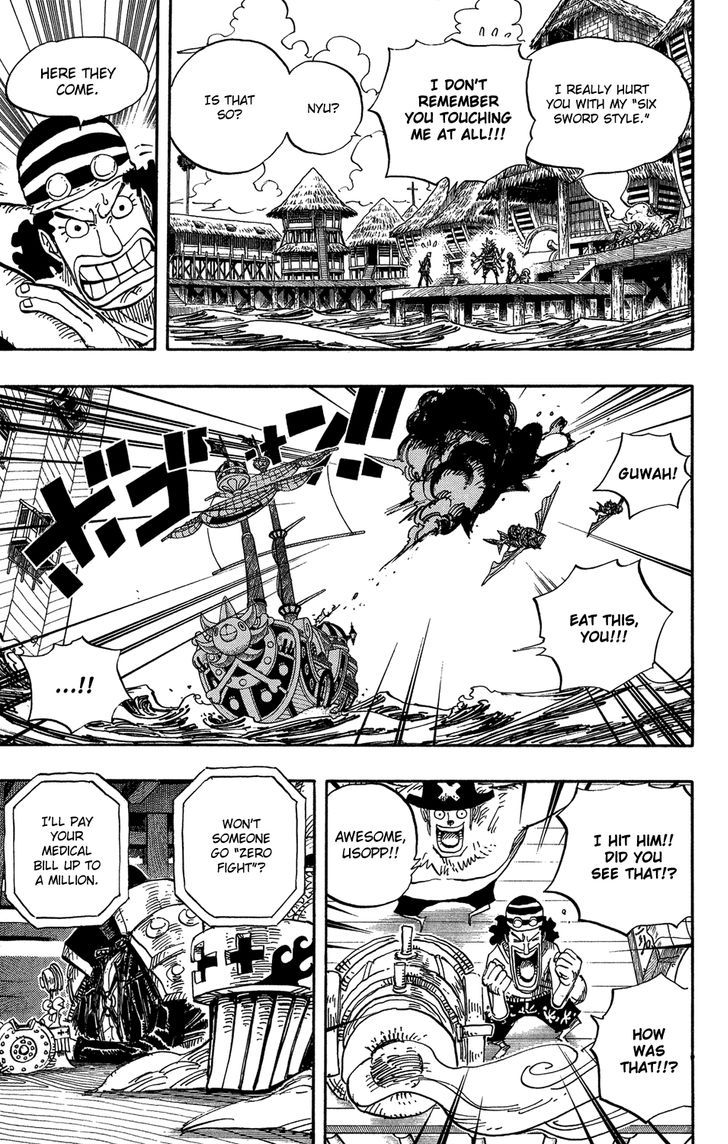 I REALLY HURT
YOU WITH MY "SIX
SWORD STYLE."
I DON'T
REMEMBER
YOU TOUCHING
ME AT ALL!!!
NYU?
IS THAT
SO?
HERE THEY
COME.
ボゴォン!!
GUWAH!
EAT THIS,
YOU!!!
...!!
I HIT HIM!!
DID YOU
SEE THAT!?
AWESOME,
USOPP!!
HOW
WAS
THAT!!?
WON'T
SOMEONE
GO "ZERO
FIGHT"?
I'LL PAY
YOUR
MEDICAL
BILL UP TO
A MILLION.